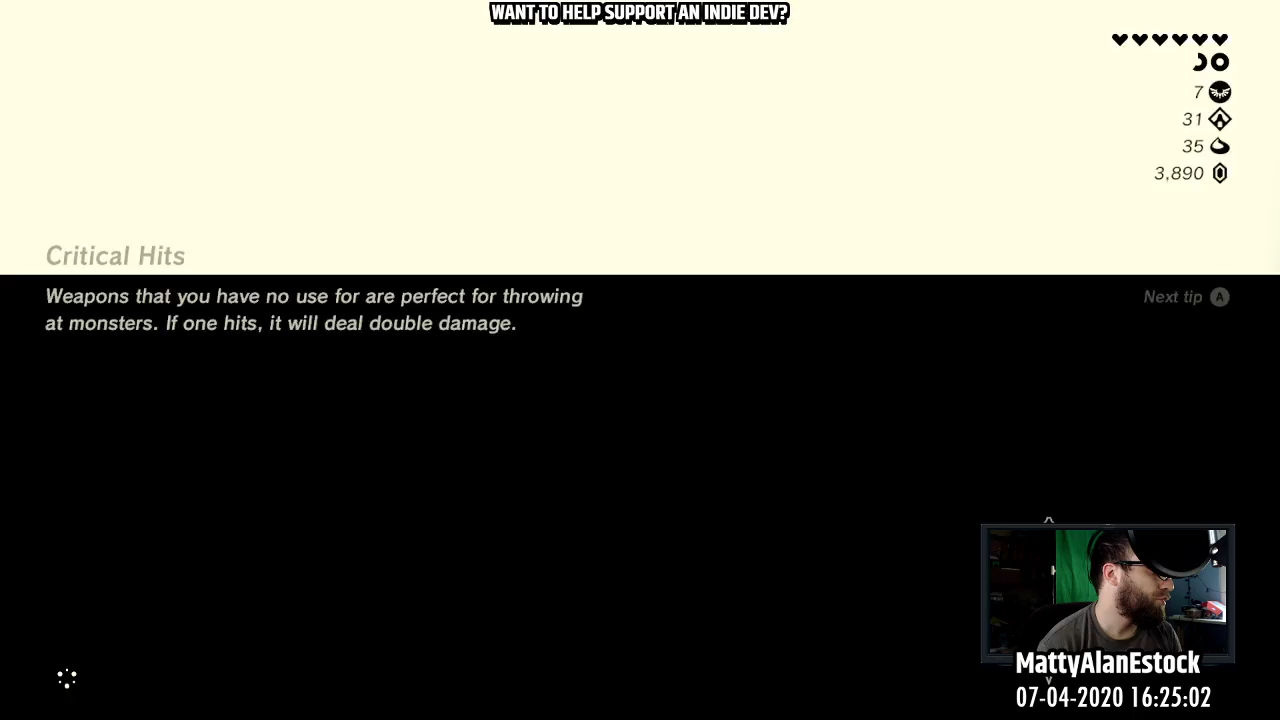 WANT TO HELP SUPPORT AN INDIE DEV?
7
31
35
3,890
Critical Hits
Weapons that you have no use for are perfect for throwing
at monsters. If one hits, it will deal double damage.
Next tip A
MattyAlanEstock
07-04-2020 16:25:02